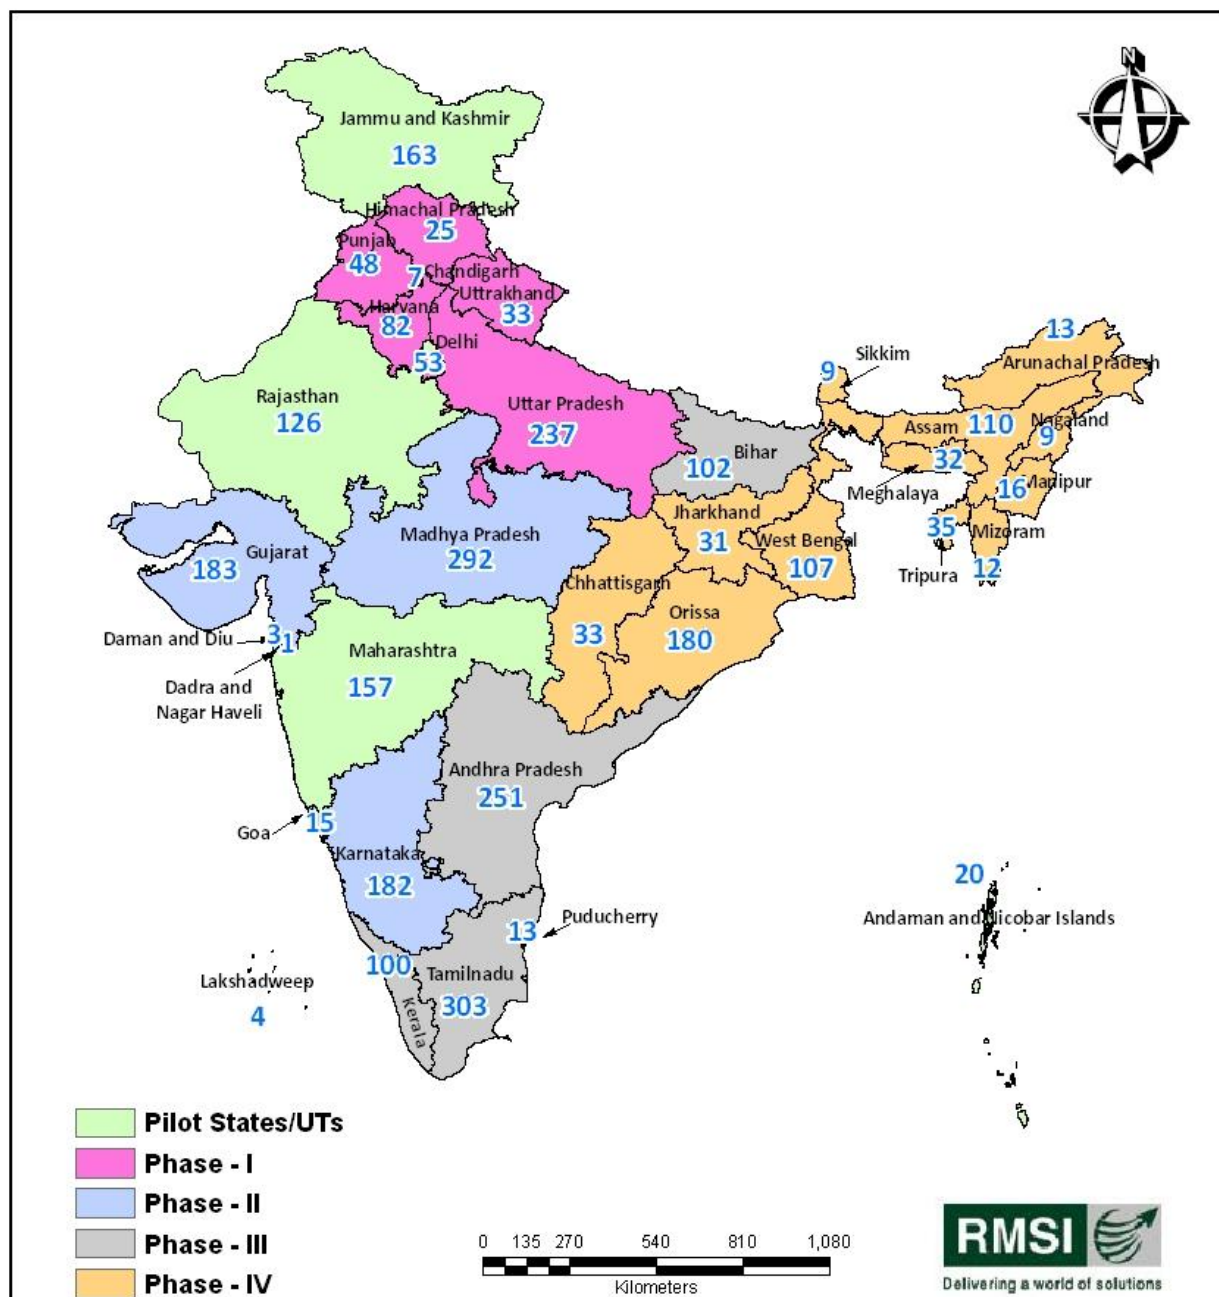 N
Jammu and Kashmir
163
Himachal Pradesh
25
Punjab
48
7
Chandigarh
Uttrakhand
33
Haryana
82
Delhi
53
Rajasthan
126
Uttar Pradesh
237
Bihar
102
9
Sikkim
13
Arunachal Pradesh
Assam
110
Nagaland
9
32
Meghalaya
16
Manipur
35
Tripura
Mizoram
12
Gujarat
183
Madhya Pradesh
292
Jharkhand
31
West Bengal
107
Chhattisgarh
33
Orissa
180
Daman and Diu
3
1
Dadra and
Nagar Haveli
Maharashtra
157
Andhra Pradesh
251
Goa
15
Karnataka
182
Puducherry
13
20
Andaman and Nicobar Islands
Lakshadweep
4
100
Kerala
Tamilnadu
303
Pilot States/UTs
Phase - I
Phase - II
Phase - III
Phase - IV
0 135 270 540 810 1,080
Kilometers
RMSI
Delivering a world of solutions